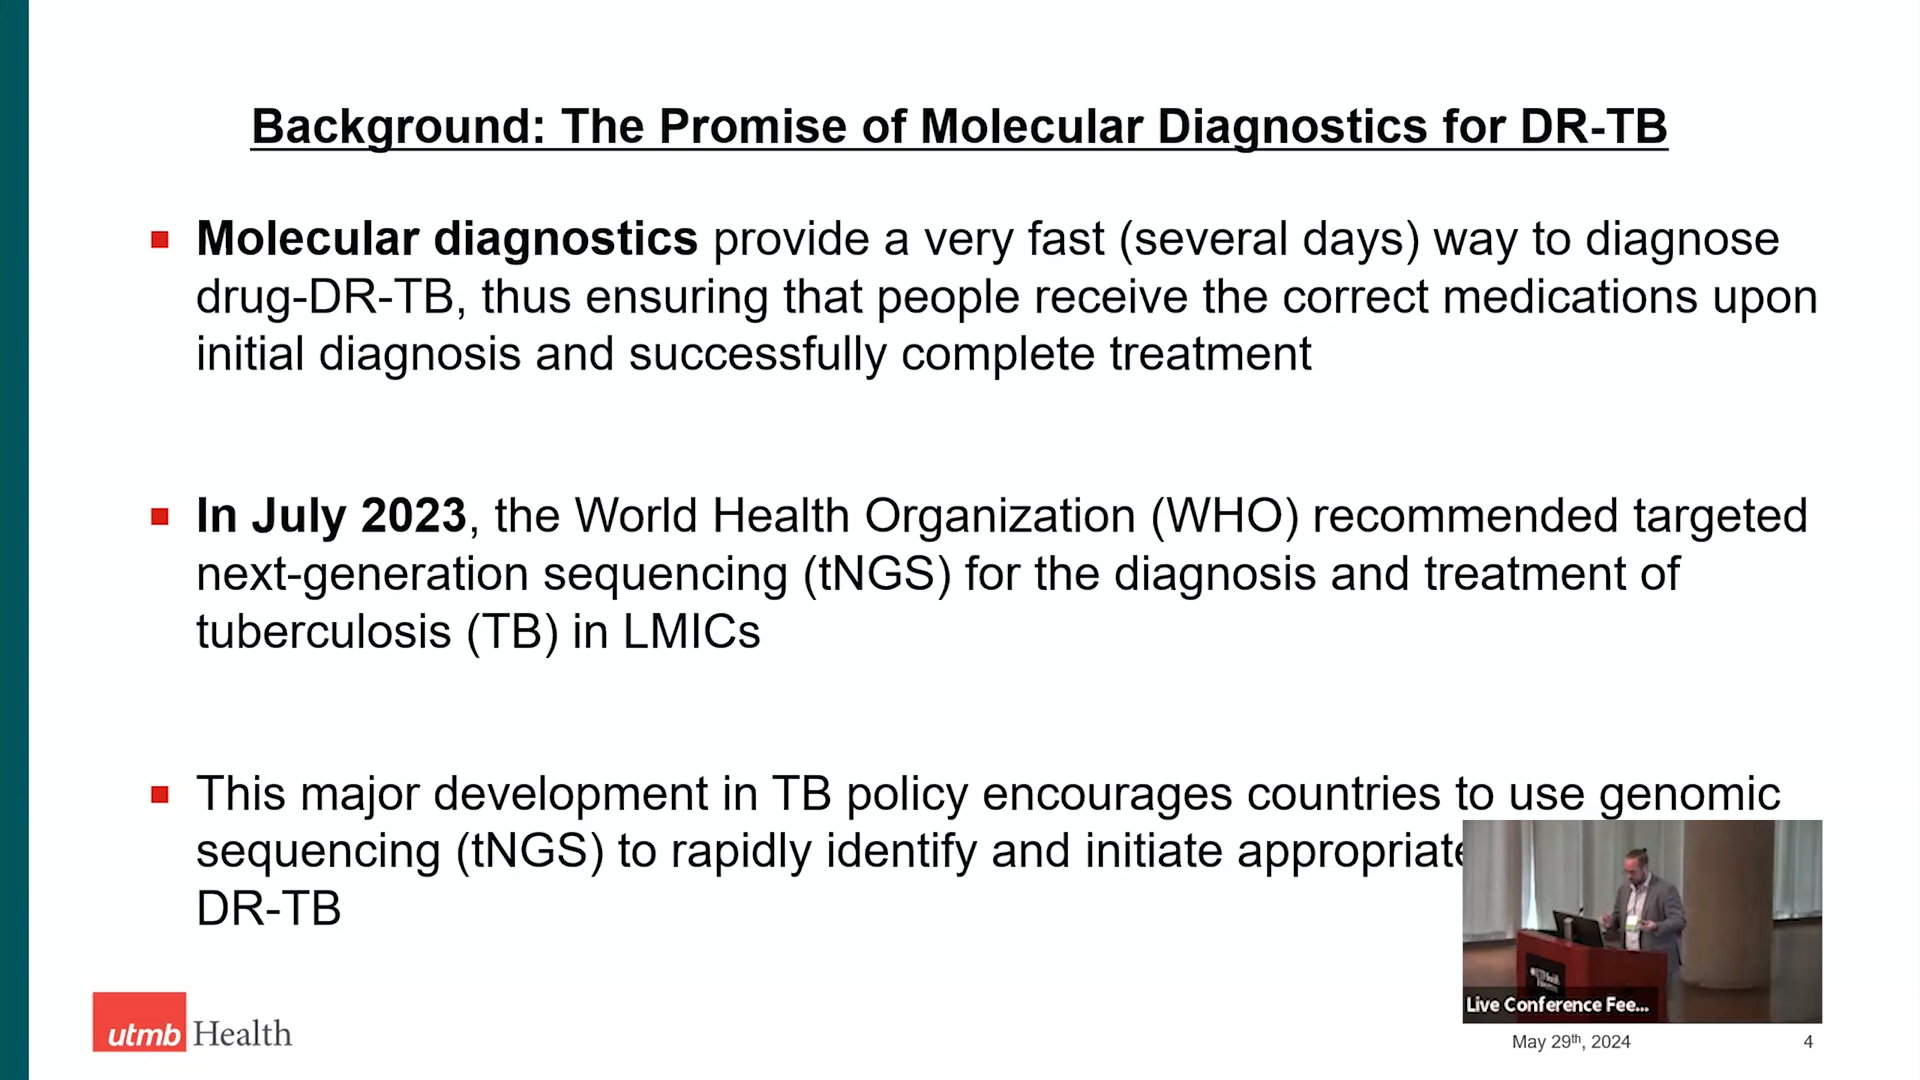 Background: The Promise of Molecular Diagnostics for DR-TB
Molecular diagnostics provide a very fast (several days) way to diagnose
drug-DR-TB, thus ensuring that people receive the correct medications upon
initial diagnosis and successfully complete treatment
In July 2023, the World Health Organization (WHO) recommended targeted
next-generation sequencing (tNGS) for the diagnosis and treatment of
tuberculosis (TB) in LMICs
This major development in TB policy encourages countries to use genomic
sequencing (tNGS) to rapidly identify and initiate appropriate
DR-TB
utmb Health
Live Conference Fee...
May 29th, 2024
4